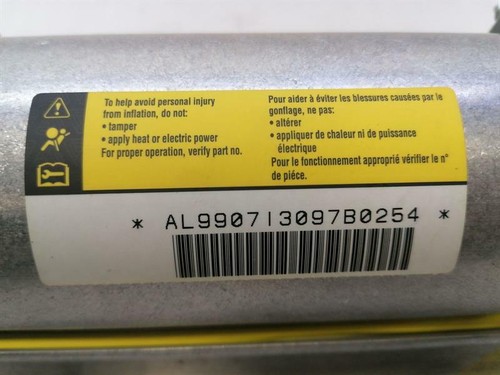 To help avoid personal injury
from inflation, do not:
• tamper
• apply heat or electric power
For proper operation, verify part no.
Pour aider à éviter les blessures causées par le
gonflage, ne pas:
• altérer
• appliquer de chaleur ni de puissance
électrique
Pour le fonctionnement approprié vérifier le n°
de piéce.
* AL990713097B0254 *